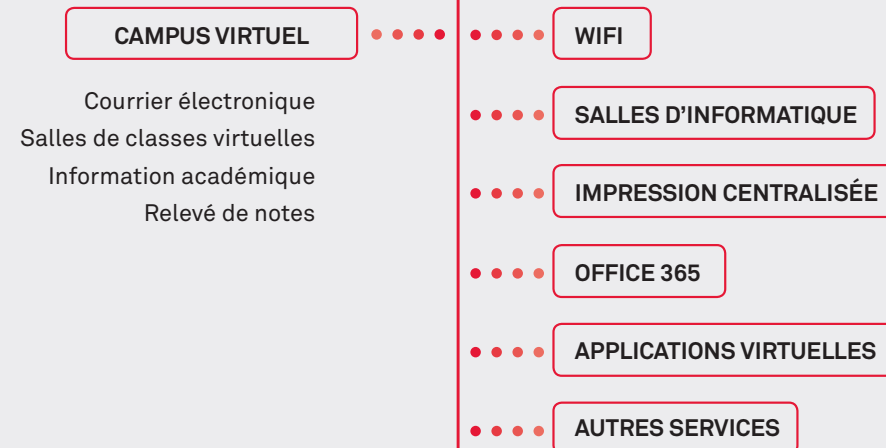 CAMPUS VIRTUEL
Courrier électronique
Salles de classes virtuelles
Information académique
Relevé de notes
WIFI
SALLES D'INFORMATIQUE
IMPRESSION CENTRALISÉE
OFFICE 365
APPLICATIONS VIRTUELLES
AUTRES SERVICES